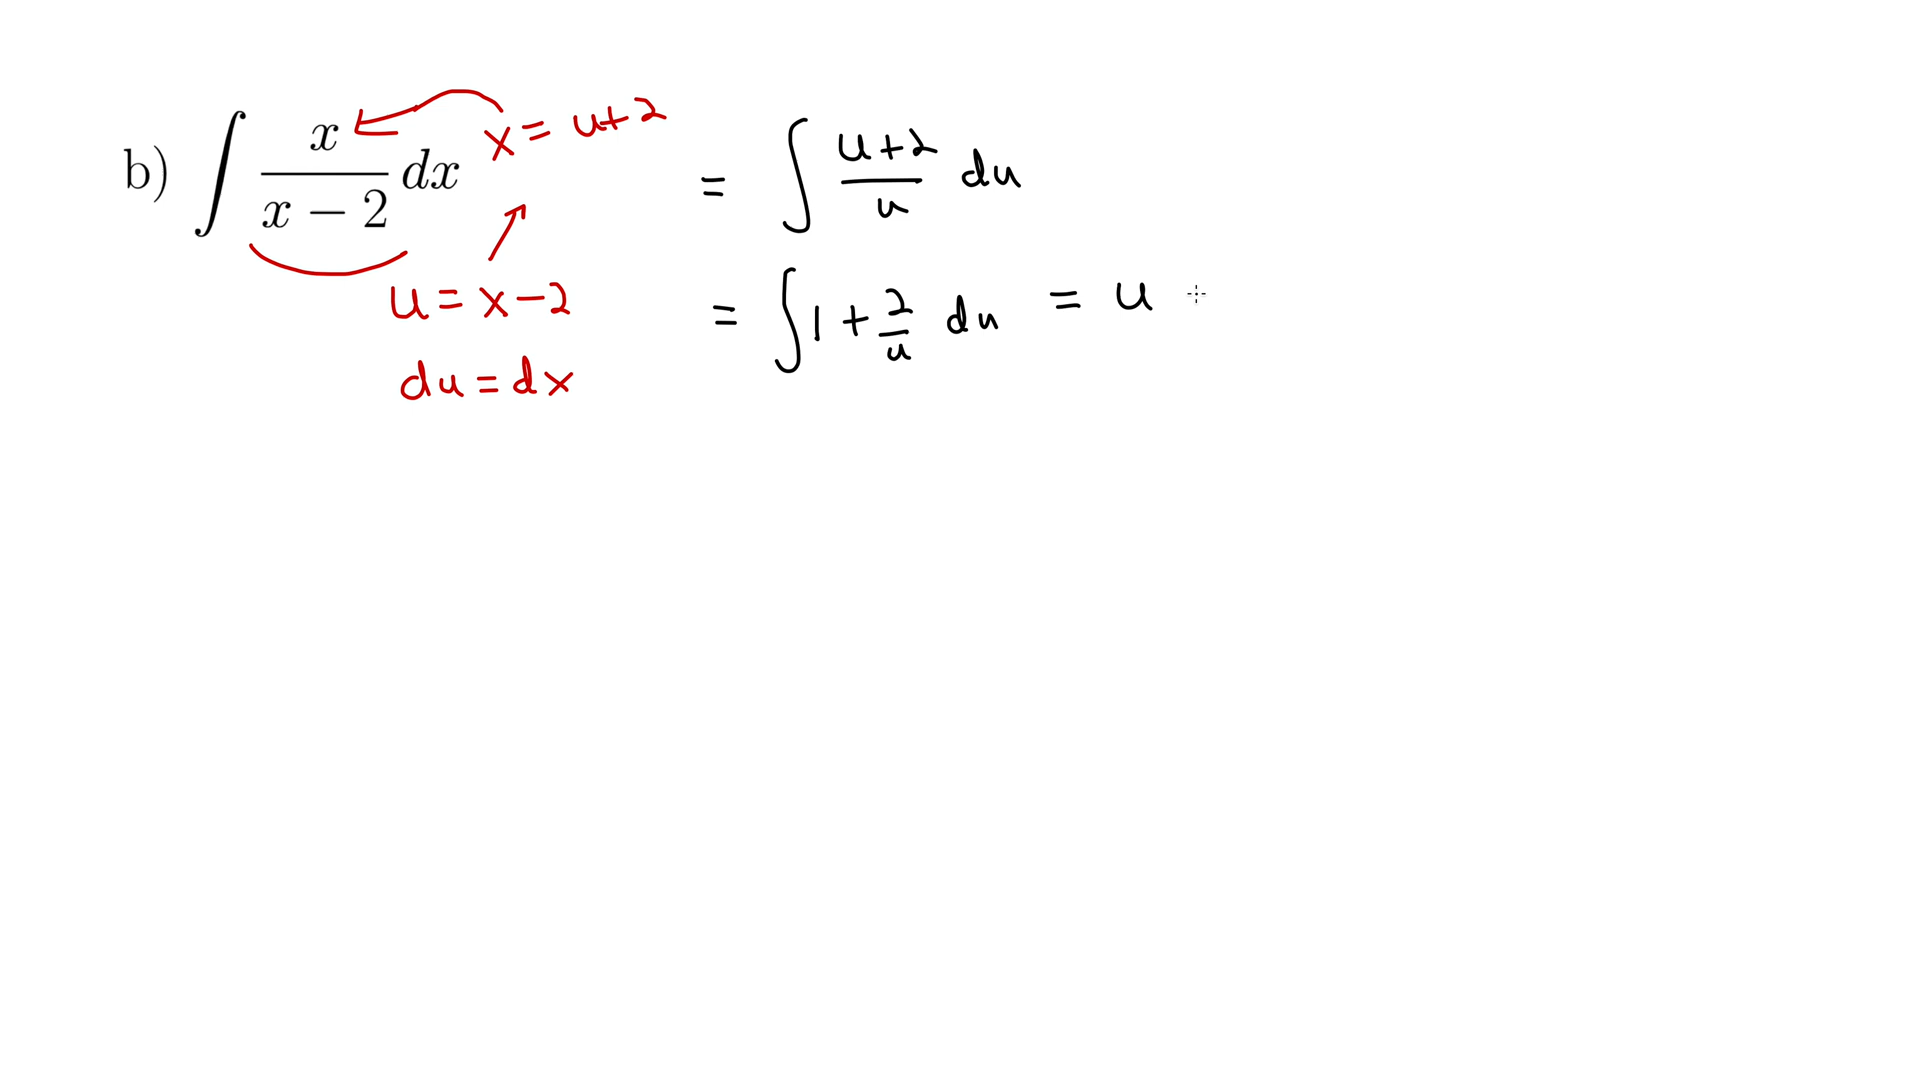 b) ∫ x/(x − 2) dx
x = u+2
u = x−2
du = dx
= ∫ (u+2)/u du
= ∫ 1 + 2/u du = u